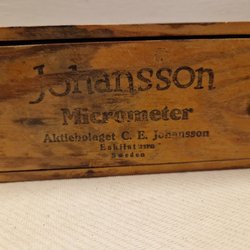 Johansson
Micrometer
Aktiebolaget C. E. Johansson
Eskilstuna
Sweden